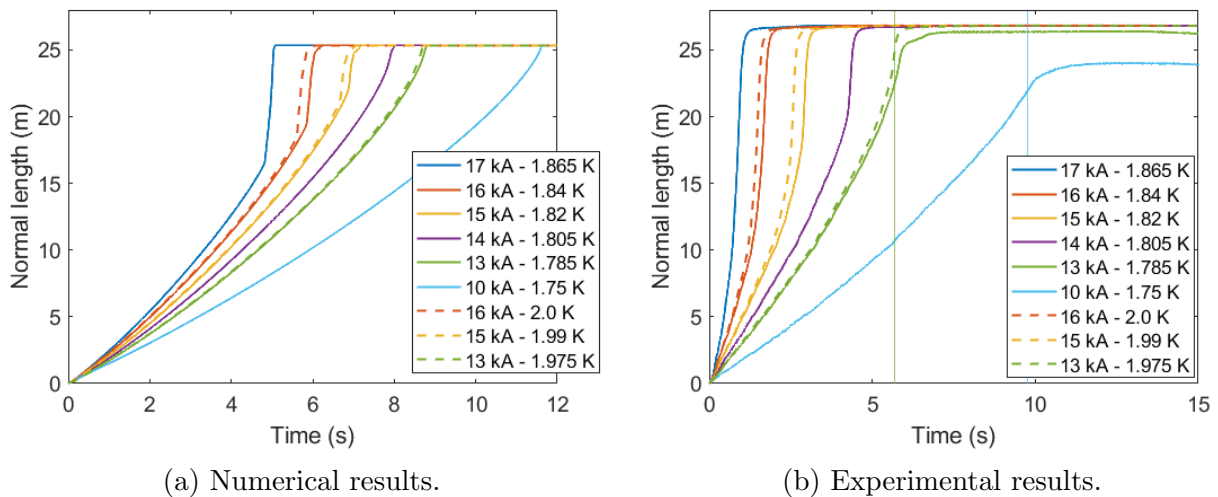 25
20
15
10
5
0
Normal length (m)
17 kA - 1.865 K
16 kA - 1.84 K
15 kA - 1.82 K
14 kA - 1.805 K
13 kA - 1.785 K
10 kA - 1.75 K
16 kA - 2.0 K
15 kA - 1.99 K
13 kA - 1.975 K
0 2 4 6 8 10 12
Time (s)
(a) Numerical results.
25
20
15
10
5
0
Normal length (m)
17 kA - 1.865 K
16 kA - 1.84 K
15 kA - 1.82 K
14 kA - 1.805 K
13 kA - 1.785 K
10 kA - 1.75 K
16 kA - 2.0 K
15 kA - 1.99 K
13 kA - 1.975 K
0 5 10 15
Time (s)
(b) Experimental results.